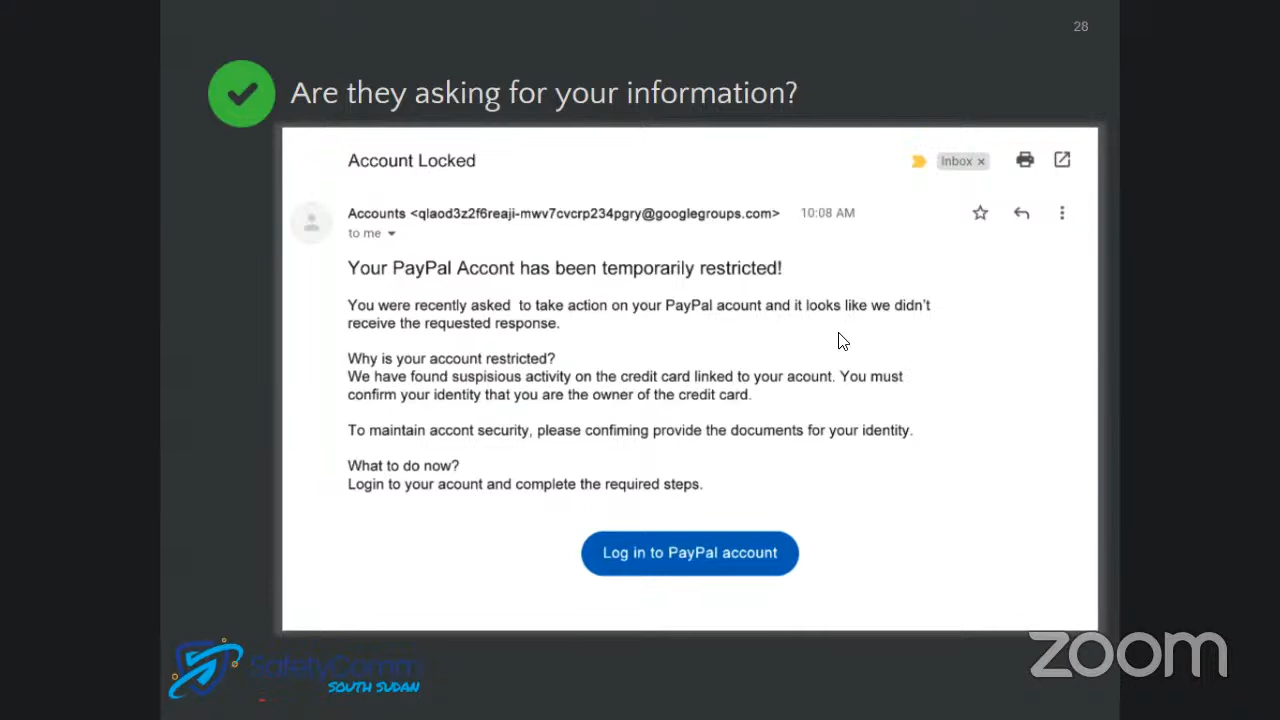 28
Are they asking for your information?
Account Locked
Inbox ×
Accounts <qlaod3z2f6reaji-mwv7cvcrp234pgry@googlegroups.com> 10:08 AM
to me
Your PayPal Accont has been temporarily restricted!
You were recently asked to take action on your PayPal acount and it looks like we didn't
receive the requested response.
Why is your account restricted?
We have found suspisious activity on the credit card linked to your acount. You must
confirm your identity that you are the owner of the credit card.
To maintain accont security, please confiming provide the documents for your identity.
What to do now?
Login to your acount and complete the required steps.
Log in to PayPal account
SOUTH SUDAN
zoom